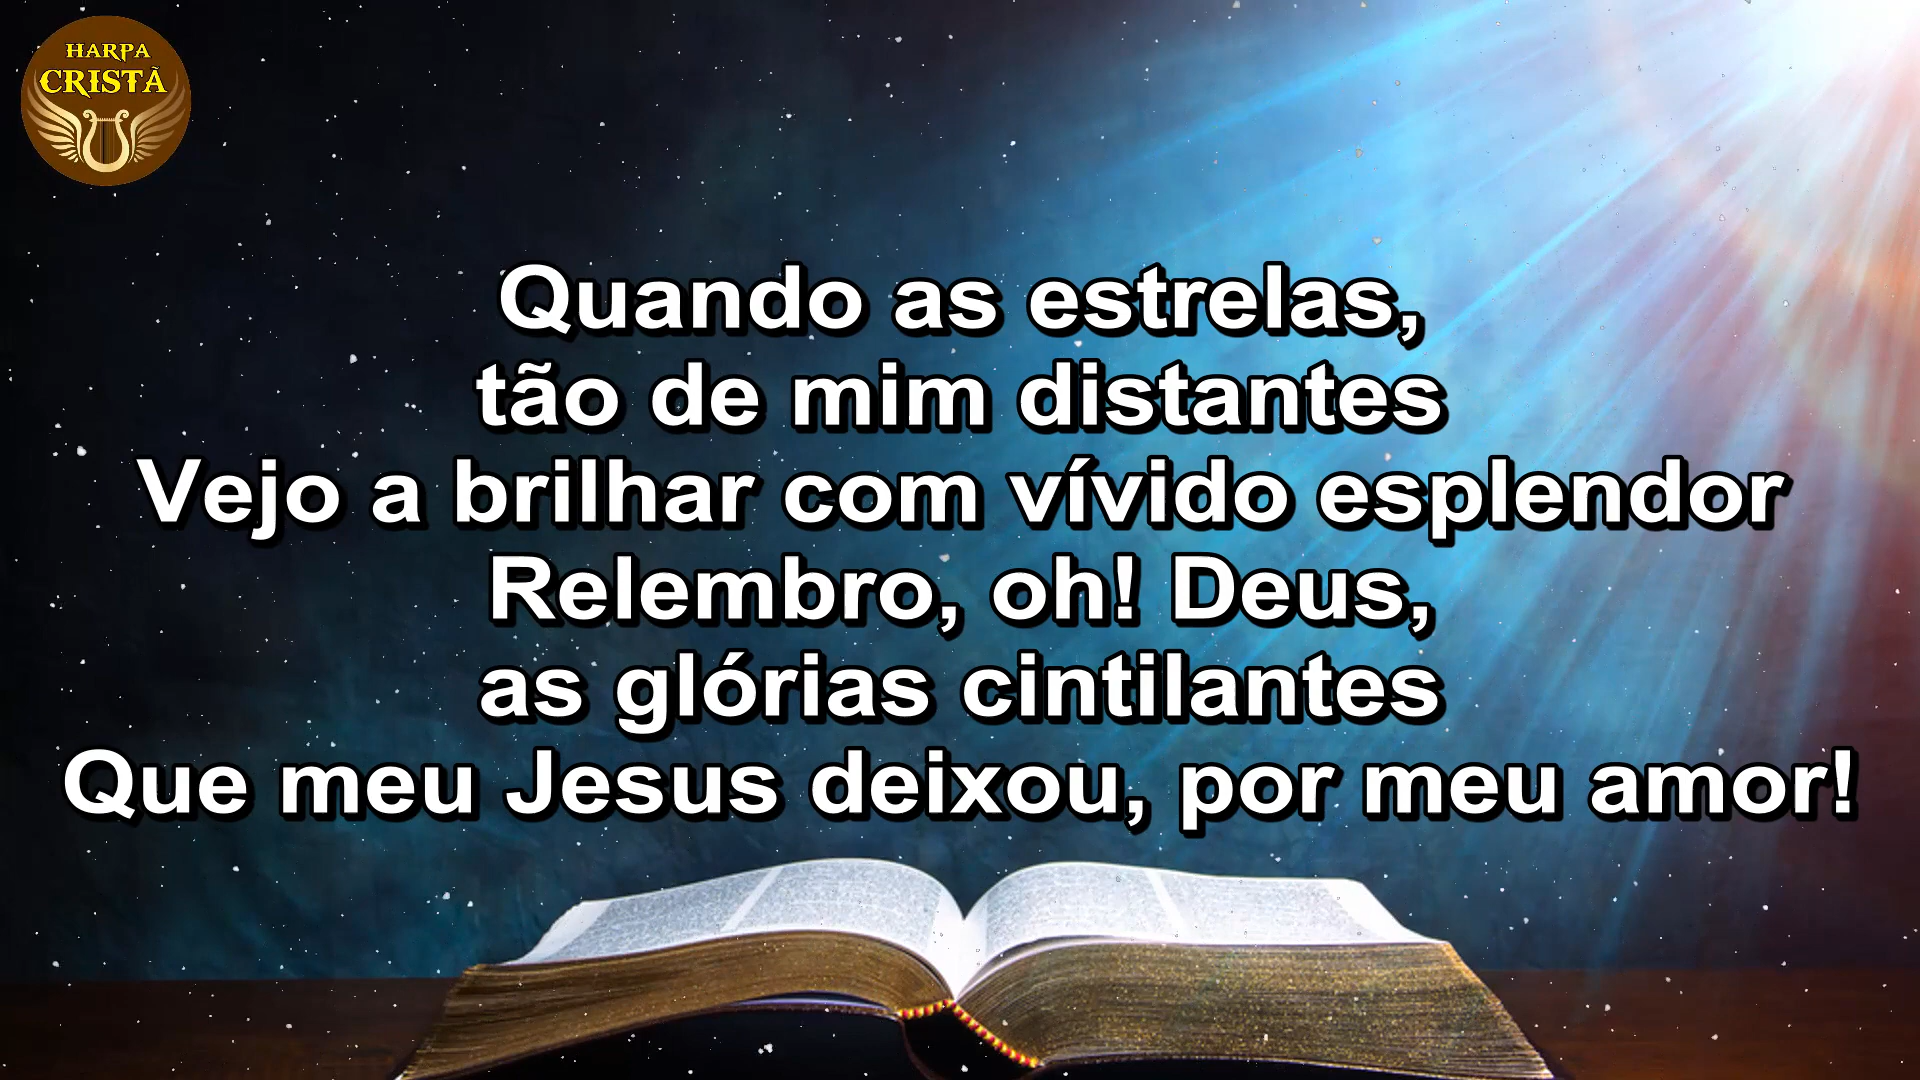 HARPA
CRISTÃ
Quando as estrelas,
tão de mim distantes
Vejo a brilhar com vívido esplendor
Relembro, oh! Deus,
as glórias cintilantes
Que meu Jesus deixou, por meu amor!